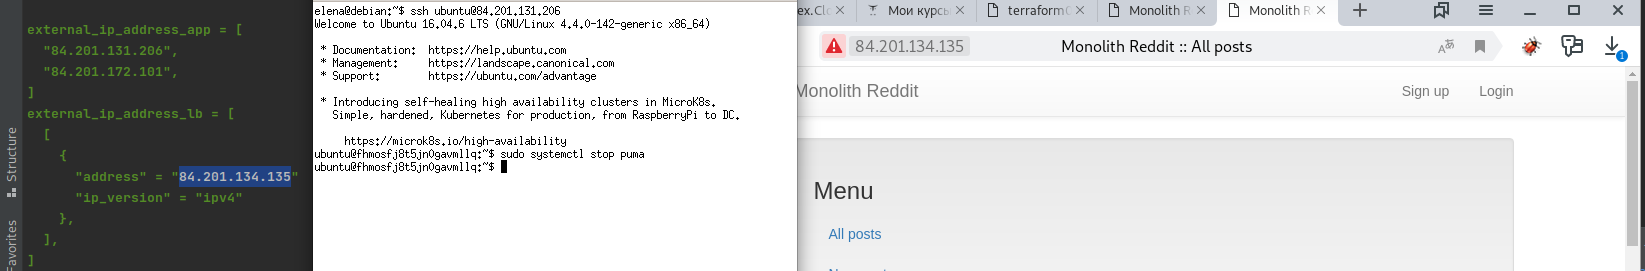 Structure
Favorites
external_ip_address_app = [
"84.201.131.206",
"84.201.172.101",
]
external_ip_address_lb = [
[
{
"address" = "84.201.134.135"
"ip_version" = "ipv4"
},
],
]
elena@debian:~$ ssh ubuntu@84.201.131.206
Welcome to Ubuntu 16.04.6 LTS (GNU/Linux 4.4.0-142-generic x86_64)
* Documentation:  https://help.ubuntu.com
* Management:     https://landscape.canonical.com
* Support:        https://ubuntu.com/advantage
* Introducing self-healing high availability clusters in MicroK8s.
Simple, hardened, Kubernetes for production, from RaspberryPi to DC.
https://microk8s.io/high-availability
ubuntu@fhmosfj8t5jn0gavmllq:~$ sudo systemctl stop puma
ubuntu@fhmosfj8t5jn0gavmllq:~$
ex.Clo Мои курсы terraform Monolith R Monolith R
84.201.134.135 Monolith Reddit :: All posts
1
Monolith Reddit Sign up Login
Menu
All posts